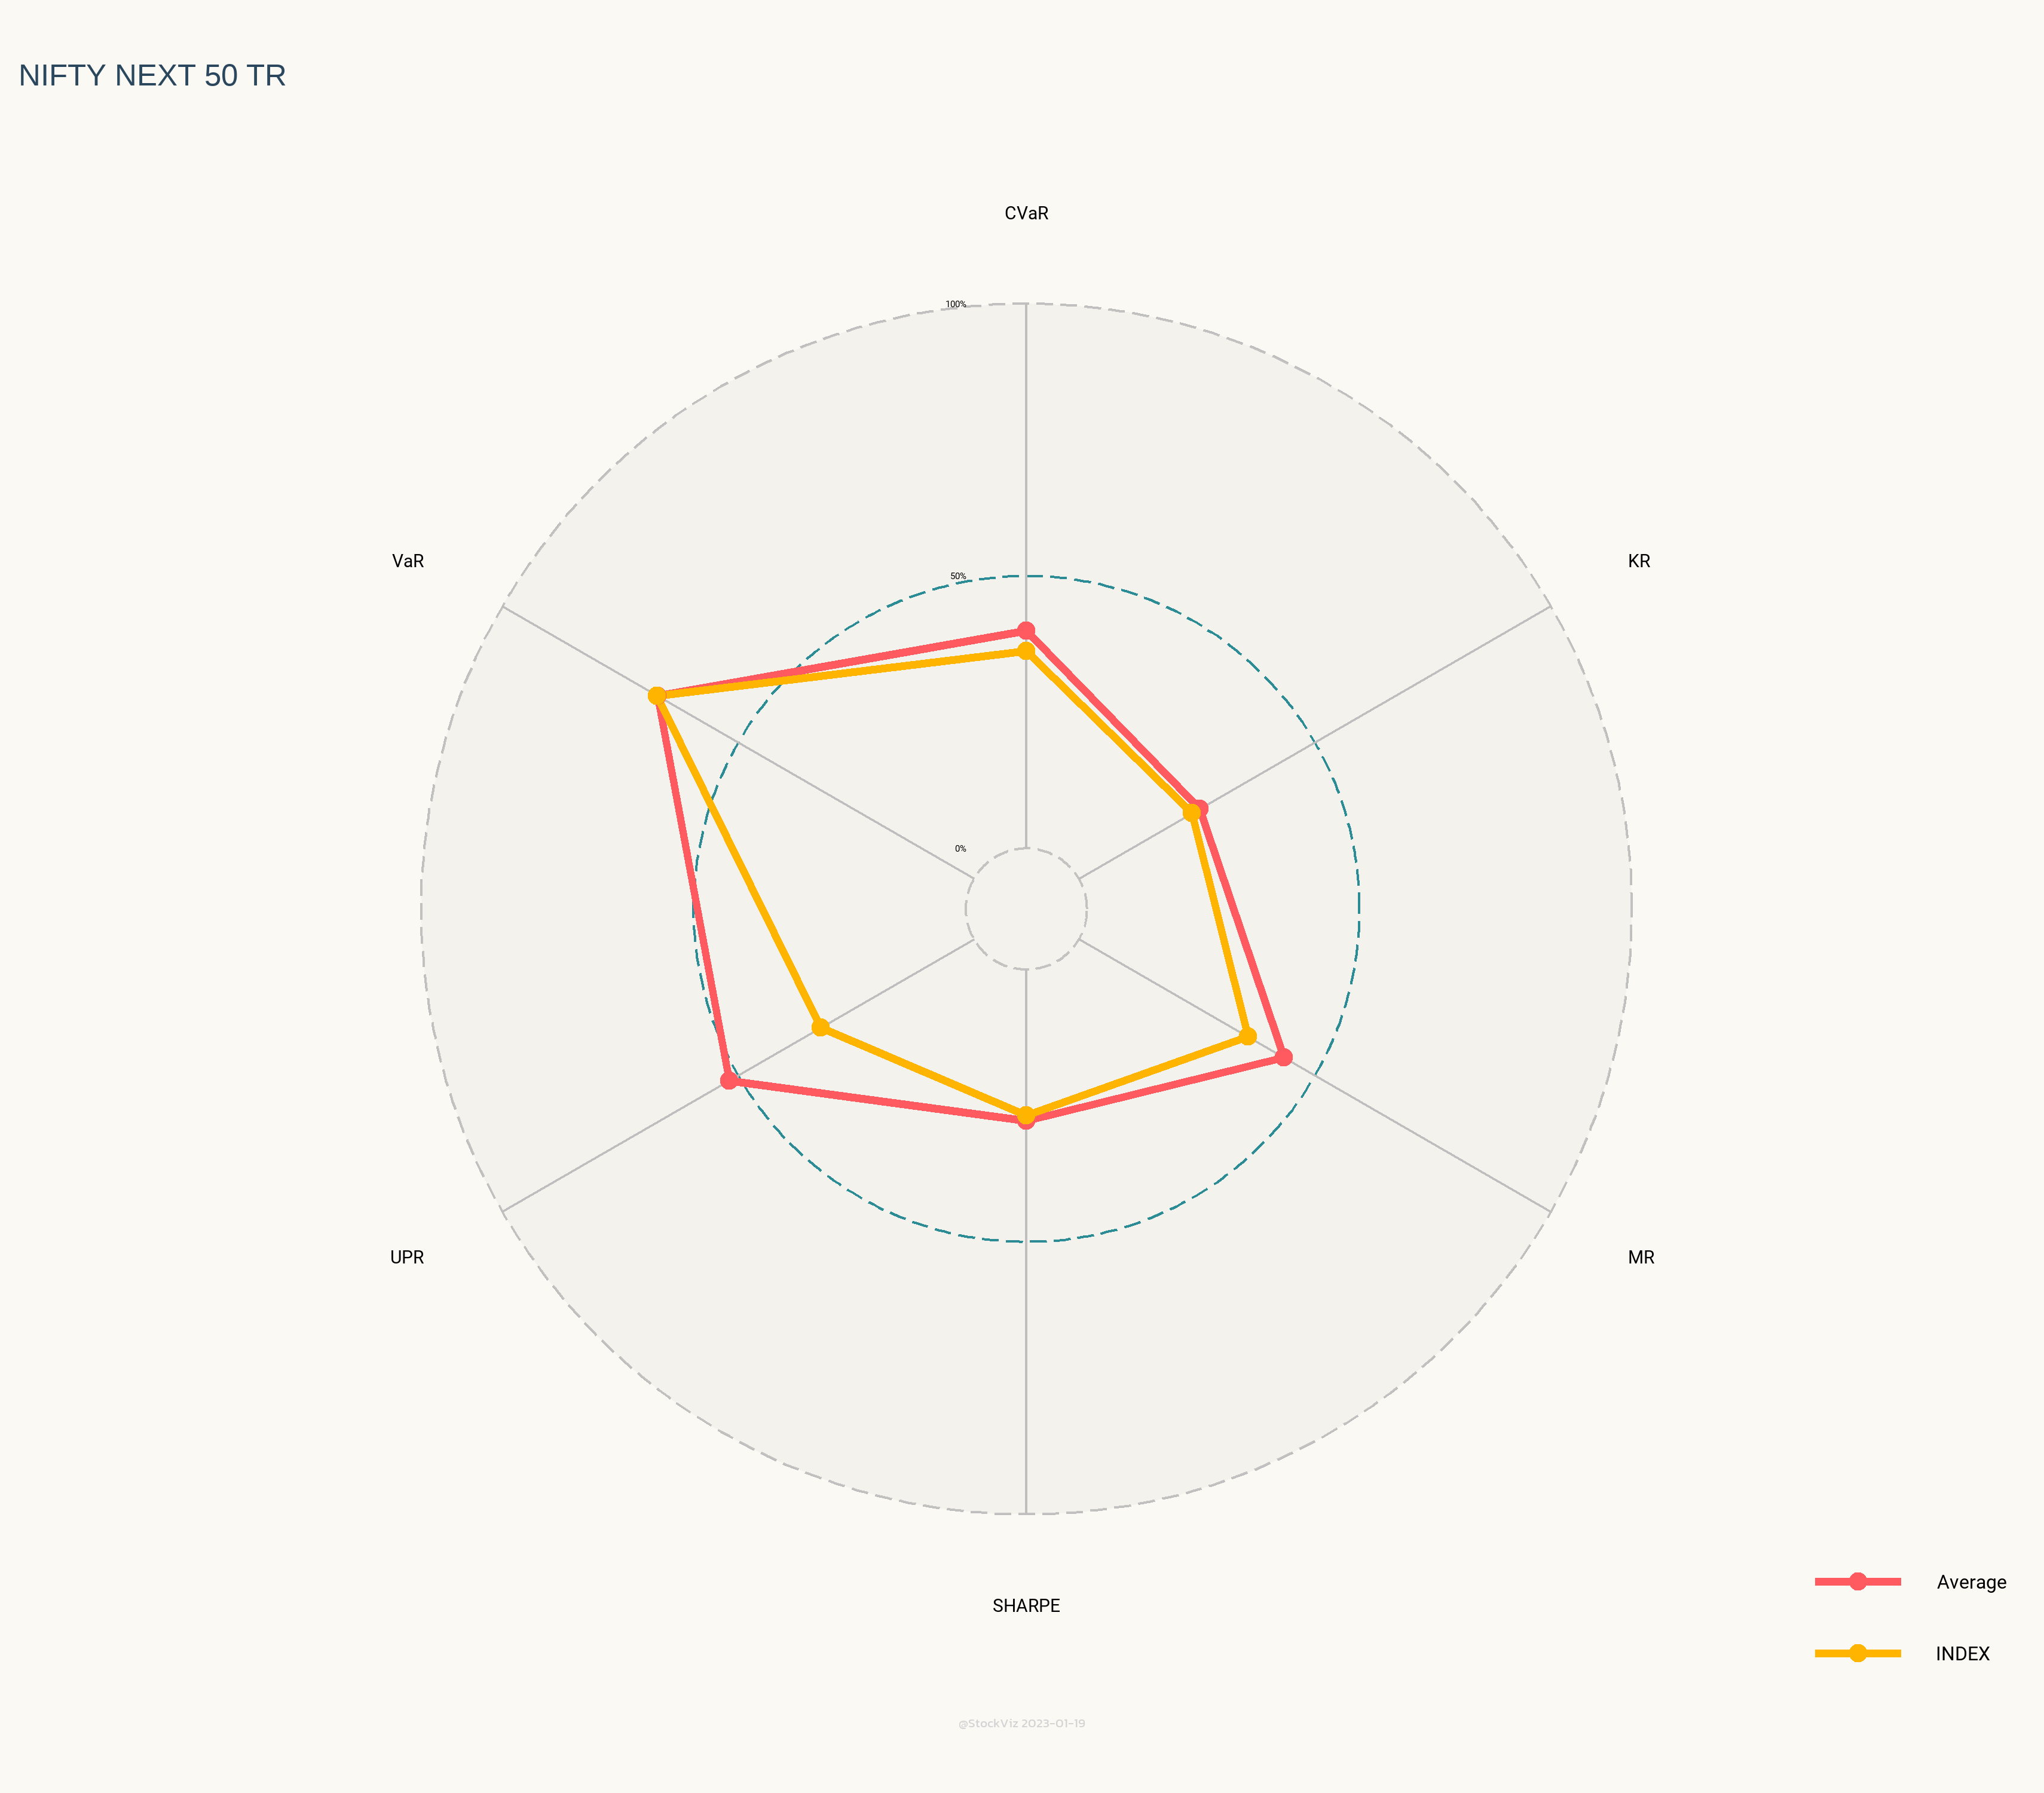 NIFTY NEXT 50 TR
CVaR
100%
VaR
KR
50%
0%
UPR
MR
SHARPE
Average
INDEX
@StockViz 2023-01-19